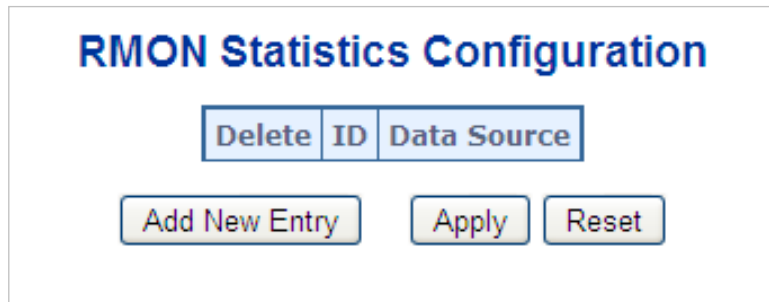 RMON Statistics Configuration
Delete ID Data Source
Add New Entry Apply Reset